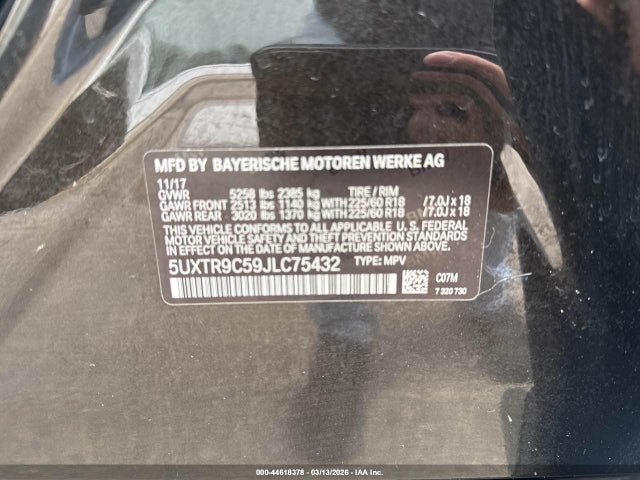 MFD BY BAYERISCHE MOTOREN WERKE AG
11/17
GVWR 5258 lbs 2385 kg TIRE / RIM
GAWR FRONT 2513 lbs 1140 kg WITH 225/60 R18 /7.0J x 18
GAWR REAR 3020 lbs 1370 kg WITH 225/60 R18 /7.0J x 18
THIS VEHICLE CONFORMS TO ALL APPLICABLE U. S. FEDERAL
MOTOR VEHICLE SAFETY, BUMPER, AND THEFT PREVENTION STANDARDS
IN EFFECT ON THE DATE OF MANUFACTURE SHOWN ABOVE.
5UXTR9C59JLC75432 TYPE: MPV
C07M
7 320 730
000-44618378 - 03/13/2026 - IAA Inc.